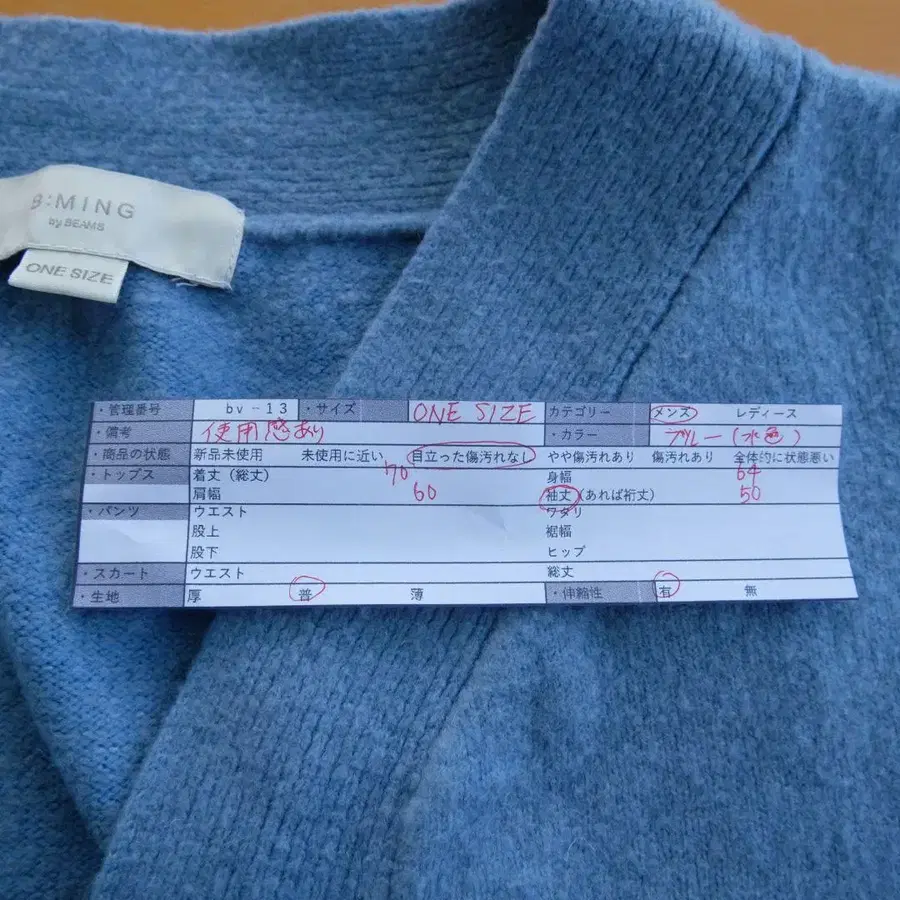 B:MING
by BEAMS
ONE SIZE
・管理番号 bv-13 ・サイズ ONE SIZE カテゴリー メンズ レディース
・備考 使用感あり ・カラー ブルー(水色)
・商品の状態 新品未使用 未使用に近い 目立った傷汚れなし やや傷汚れあり 傷汚れあり 全体的に状態悪い
・トップス 着丈(総丈) 70 身幅 64
肩幅 60 袖丈(あれば裄丈) 50
・パンツ ウエスト ワタリ
股上 裾幅
股下 ヒップ
・スカート ウエスト 総丈
・生地 厚 普 薄 ・伸縮性 有 無